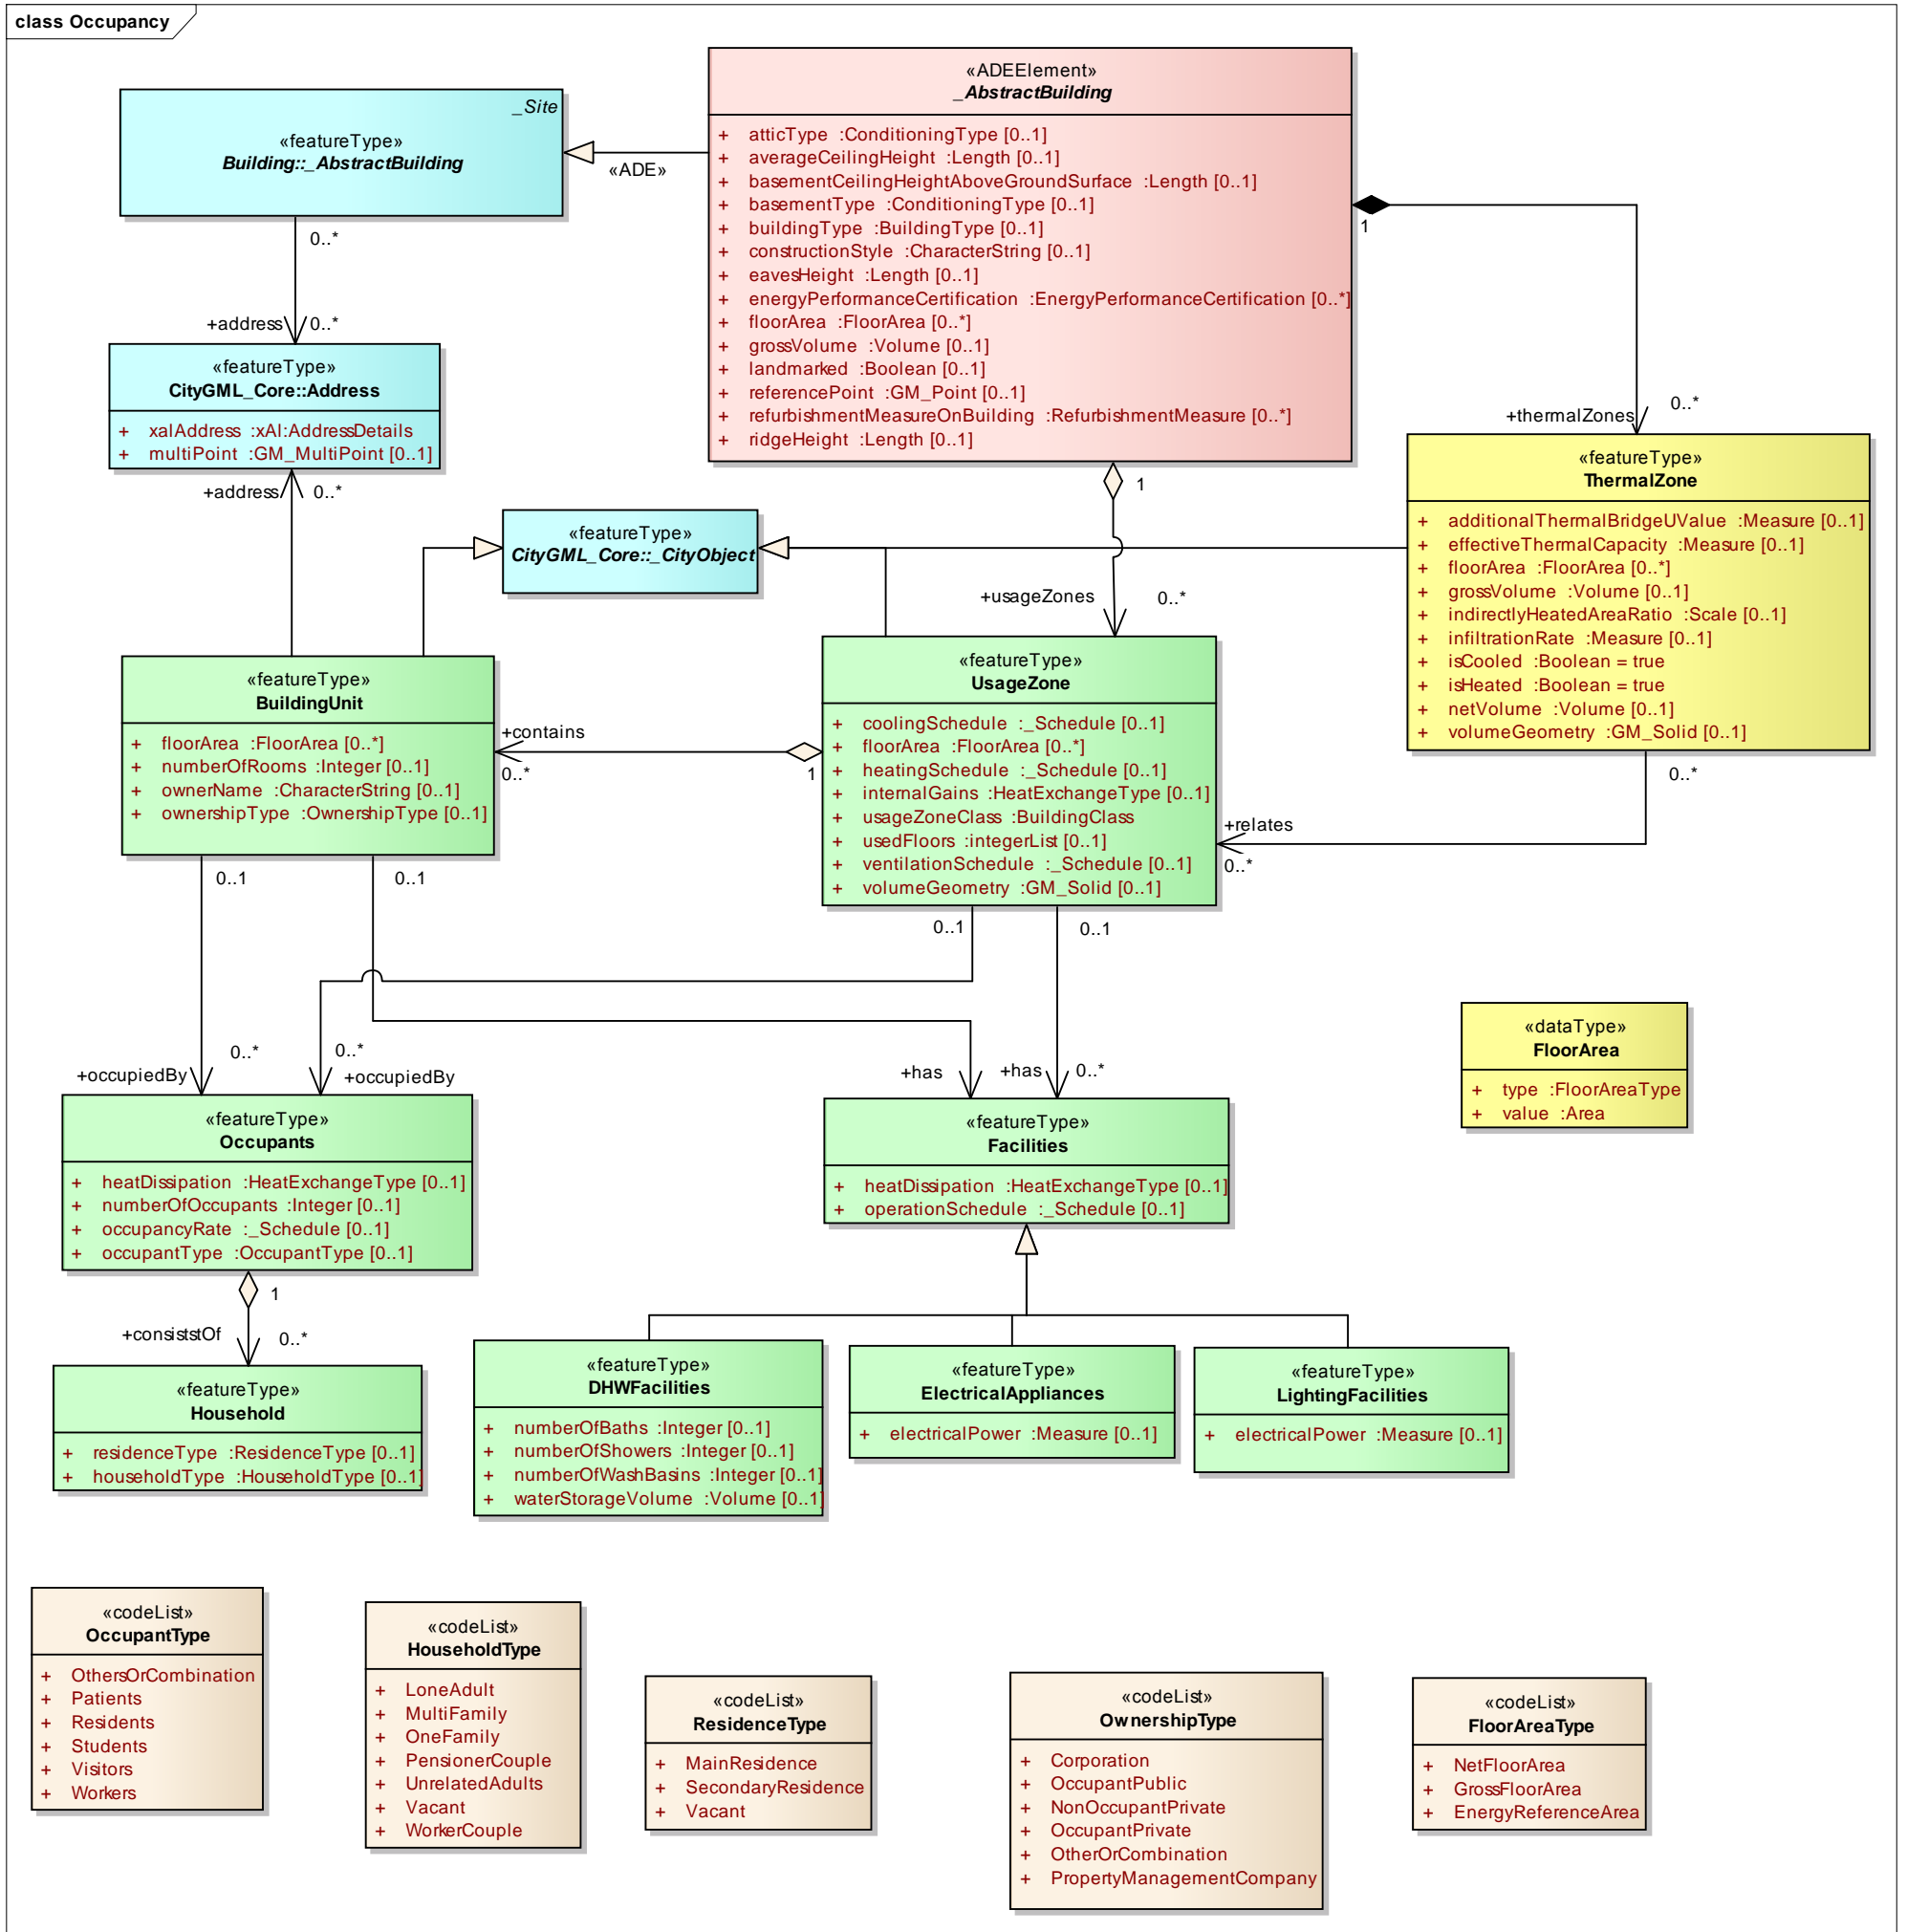 class Occupancy
_Site
«featureType»
Building::_AbstractBuilding
«ADE»
«ADEElement»
_AbstractBuilding
+ atticType :ConditioningType [0..1]
+ averageCeilingHeight :Length [0..1]
+ basementCeilingHeightAboveGroundSurface :Length [0..1]
+ basementType :ConditioningType [0..1]
+ buildingType :BuildingType [0..1]
+ constructionStyle :CharacterString [0..1]
+ eavesHeight :Length [0..1]
+ energyPerformanceCertification :EnergyPerformanceCertification [0..*]
+ floorArea :FloorArea [0..*]
+ grossVolume :Volume [0..1]
+ landmarked :Boolean [0..1]
+ referencePoint :GM_Point [0..1]
+ refurbishmentMeasureOnBuilding :RefurbishmentMeasure [0..*]
+ ridgeHeight :Length [0..1]
1
0..*
+address 0..*
«featureType»
CityGML_Core::Address
+ xalAddress :xAl:AddressDetails
+ multiPoint :GM_MultiPoint [0..1]
+address 0..*
0..*
+thermalZones
«featureType»
ThermalZone
+ additionalThermalBridgeUValue :Measure [0..1]
+ effectiveThermalCapacity :Measure [0..1]
+ floorArea :FloorArea [0..*]
+ grossVolume :Volume [0..1]
+ indirectlyHeatedAreaRatio :Scale [0..1]
+ infiltrationRate :Measure [0..1]
+ isCooled :Boolean = true
+ isHeated :Boolean = true
+ netVolume :Volume [0..1]
+ volumeGeometry :GM_Solid [0..1]
0..*
1
«featureType»
CityGML_Core::_CityObject
+usageZones 0..*
«featureType»
BuildingUnit
+ floorArea :FloorArea [0..*]
+ numberOfRooms :Integer [0..1]
+ ownerName :CharacterString [0..1]
+ ownershipType :OwnershipType [0..1]
+contains
0..*
1
«featureType»
UsageZone
+ coolingSchedule :_Schedule [0..1]
+ floorArea :FloorArea [0..*]
+ heatingSchedule :_Schedule [0..1]
+ internalGains :HeatExchangeType [0..1]
+ usageZoneClass :BuildingClass
+ usedFloors :integerList [0..1]
+ ventilationSchedule :_Schedule [0..1]
+ volumeGeometry :GM_Solid [0..1]
+relates
0..*
0..1
0..1
0..1
0..1
0..*
+occupiedBy
0..*
+occupiedBy
+has
+has 0..*
«dataType»
FloorArea
+ type :FloorAreaType
+ value :Area
«featureType»
Occupants
+ heatDissipation :HeatExchangeType [0..1]
+ numberOfOccupants :Integer [0..1]
+ occupancyRate :_Schedule [0..1]
+ occupantType :OccupantType [0..1]
1
+consiststOf 0..*
«featureType»
Facilities
+ heatDissipation :HeatExchangeType [0..1]
+ operationSchedule :_Schedule [0..1]
«featureType»
Household
+ residenceType :ResidenceType [0..1]
+ householdType :HouseholdType [0..1]
«featureType»
DHWFacilities
+ numberOfBaths :Integer [0..1]
+ numberOfShowers :Integer [0..1]
+ numberOfWashBasins :Integer [0..1]
+ waterStorageVolume :Volume [0..1]
«featureType»
ElectricalAppliances
+ electricalPower :Measure [0..1]
«featureType»
LightingFacilities
+ electricalPower :Measure [0..1]
«codeList»
OccupantType
+ OthersOrCombination
+ Patients
+ Residents
+ Students
+ Visitors
+ Workers
«codeList»
HouseholdType
+ LoneAdult
+ MultiFamily
+ OneFamily
+ PensionerCouple
+ UnrelatedAdults
+ Vacant
+ WorkerCouple
«codeList»
ResidenceType
+ MainResidence
+ SecondaryResidence
+ Vacant
«codeList»
OwnershipType
+ Corporation
+ OccupantPublic
+ NonOccupantPrivate
+ OccupantPrivate
+ OtherOrCombination
+ PropertyManagementCompany
«codeList»
FloorAreaType
+ NetFloorArea
+ GrossFloorArea
+ EnergyReferenceArea